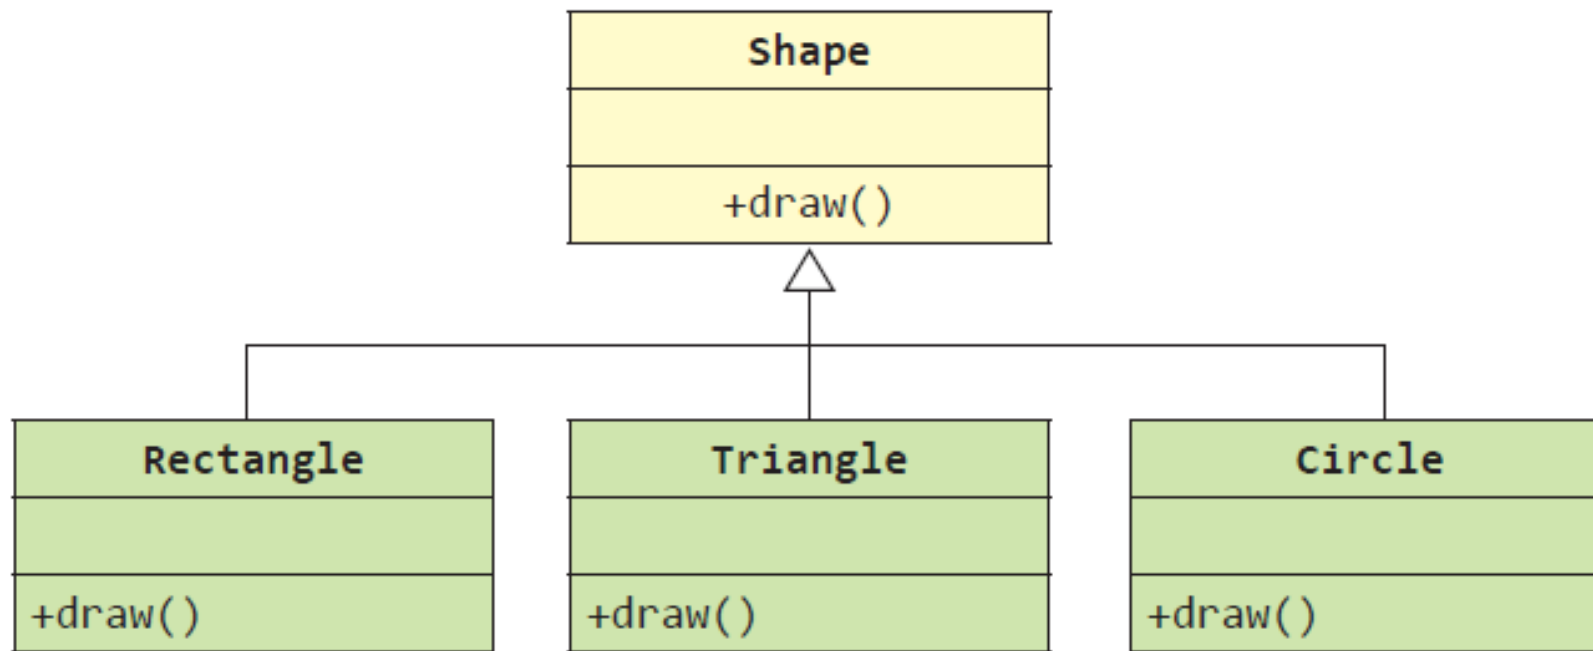 Shape
+draw()
Rectangle
Triangle
Circle
+draw()
+draw()
+draw()